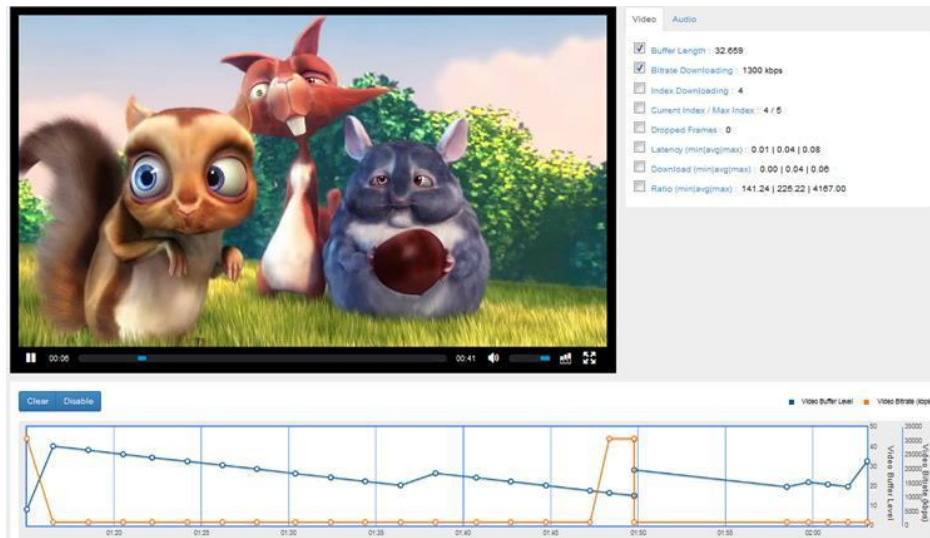 Video Audio
Buffer Length : 32.659
Bitrate Downloading : 1300 kbps
Index Downloading : 4
Current Index / Max Index : 4 / 5
Dropped Frames : 0
Latency (min|avg|max) : 0.01 | 0.04 | 0.08
Download (min|avg|max) : 0.00 | 0.04 | 0.06
Ratio (min|avg|max) : 141.24 | 225.22 | 4167.00
00:06 00:41
Clear Disable
Video Buffer Level Video Bitrate (kbps
50 35000
40 30000
25000
30 20000
20 15000
10 10000
5000
0 0
Video Buffer Level
Video Bitrate (kbps)
01:20 01:25 01:30 01:35 01:40 01:45 01:50 01:55 02:00